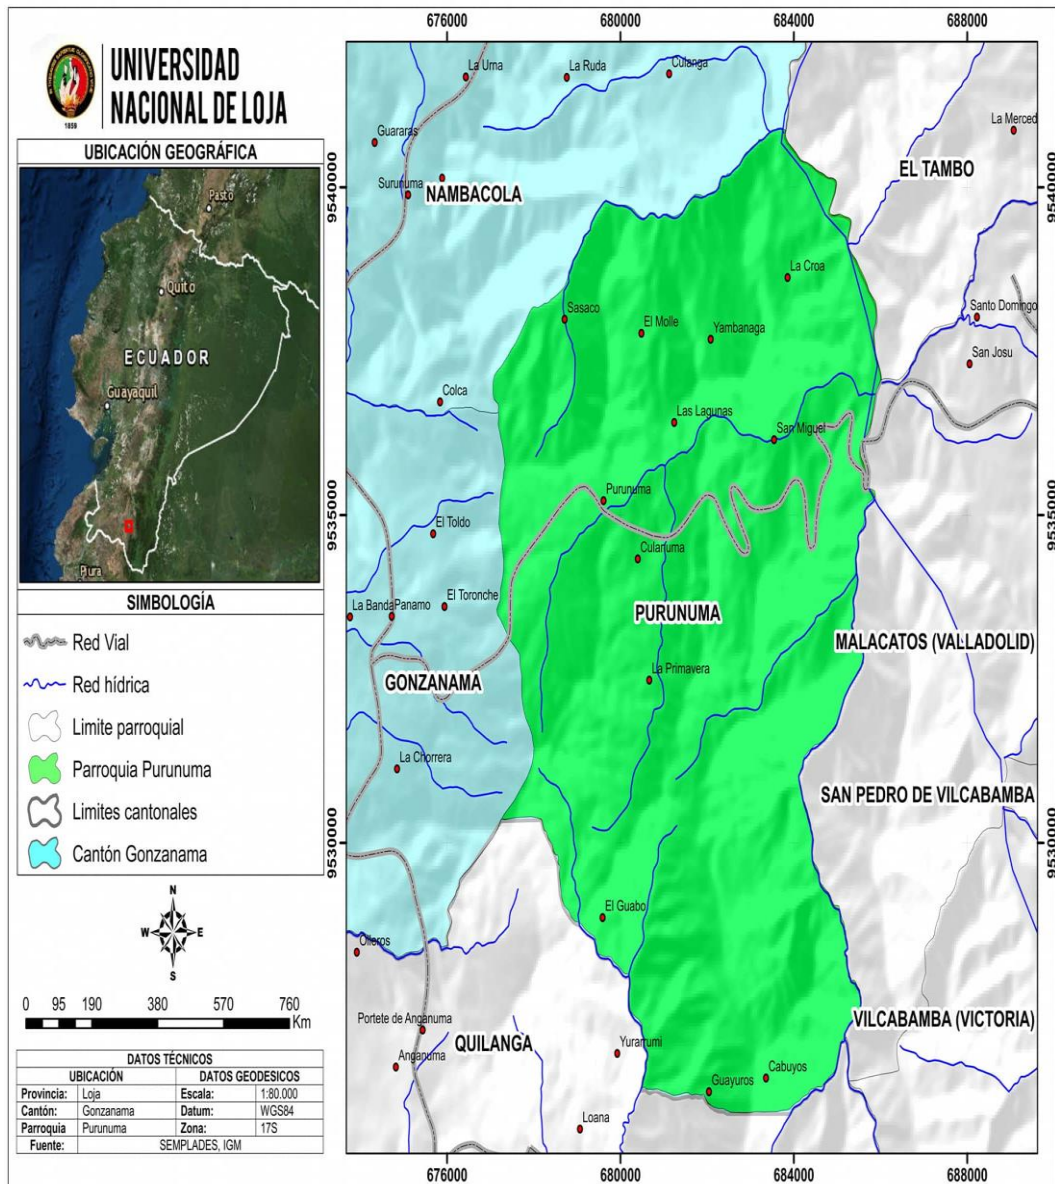 UNIVERSIDAD
NACIONAL DE LOJA
1859
UBICACIÓN GEOGRÁFICA
Pasto
Quito
ECUADOR
Guayaquil
Piura
SIMBOLOGÍA
Red Vial
Red hídrica
Limite parroquial
Parroquia Purunuma
Limites cantonales
Cantón Gonzanama
N
W E
S
0 95 190 380 570 760
Km
DATOS TÉCNICOS
UBICACIÓN DATOS GEODESICOS
Provincia: Loja Escala: 1:80.000
Cantón: Gonzanama Datum: WGS84
Parroquia Purunuma Zona: 17S
Fuente: SEMPLADES, IGM
676000 680000 684000 688000
La Urna
La Ruda
Culanga
La Merced
Guararas
Surunuma
NAMBACOLA
EL TAMBO
9540000 9540000
La Croa
Sasaco
El Molle
Yambanaga
Santo Domingo
San Josu
Colca
Las Lagunas
San Miguel
Purunuma
9535000 9535000
El Toldo
Culanuma
El Toronche
La Banda
Panamo
PURUNUMA
MALACATOS (VALLADOLID)
GONZANAMA
La Primavera
La Chorrera
SAN PEDRO DE VILCABAMBA
9530000 9530000
El Guabo
Olleros
Portete de Anganuma
QUILANGA
VILCABAMBA (VICTORIA)
Anganuma
Yurarrumi
Guayuros
Cabuyos
Loana
676000 680000 684000 688000